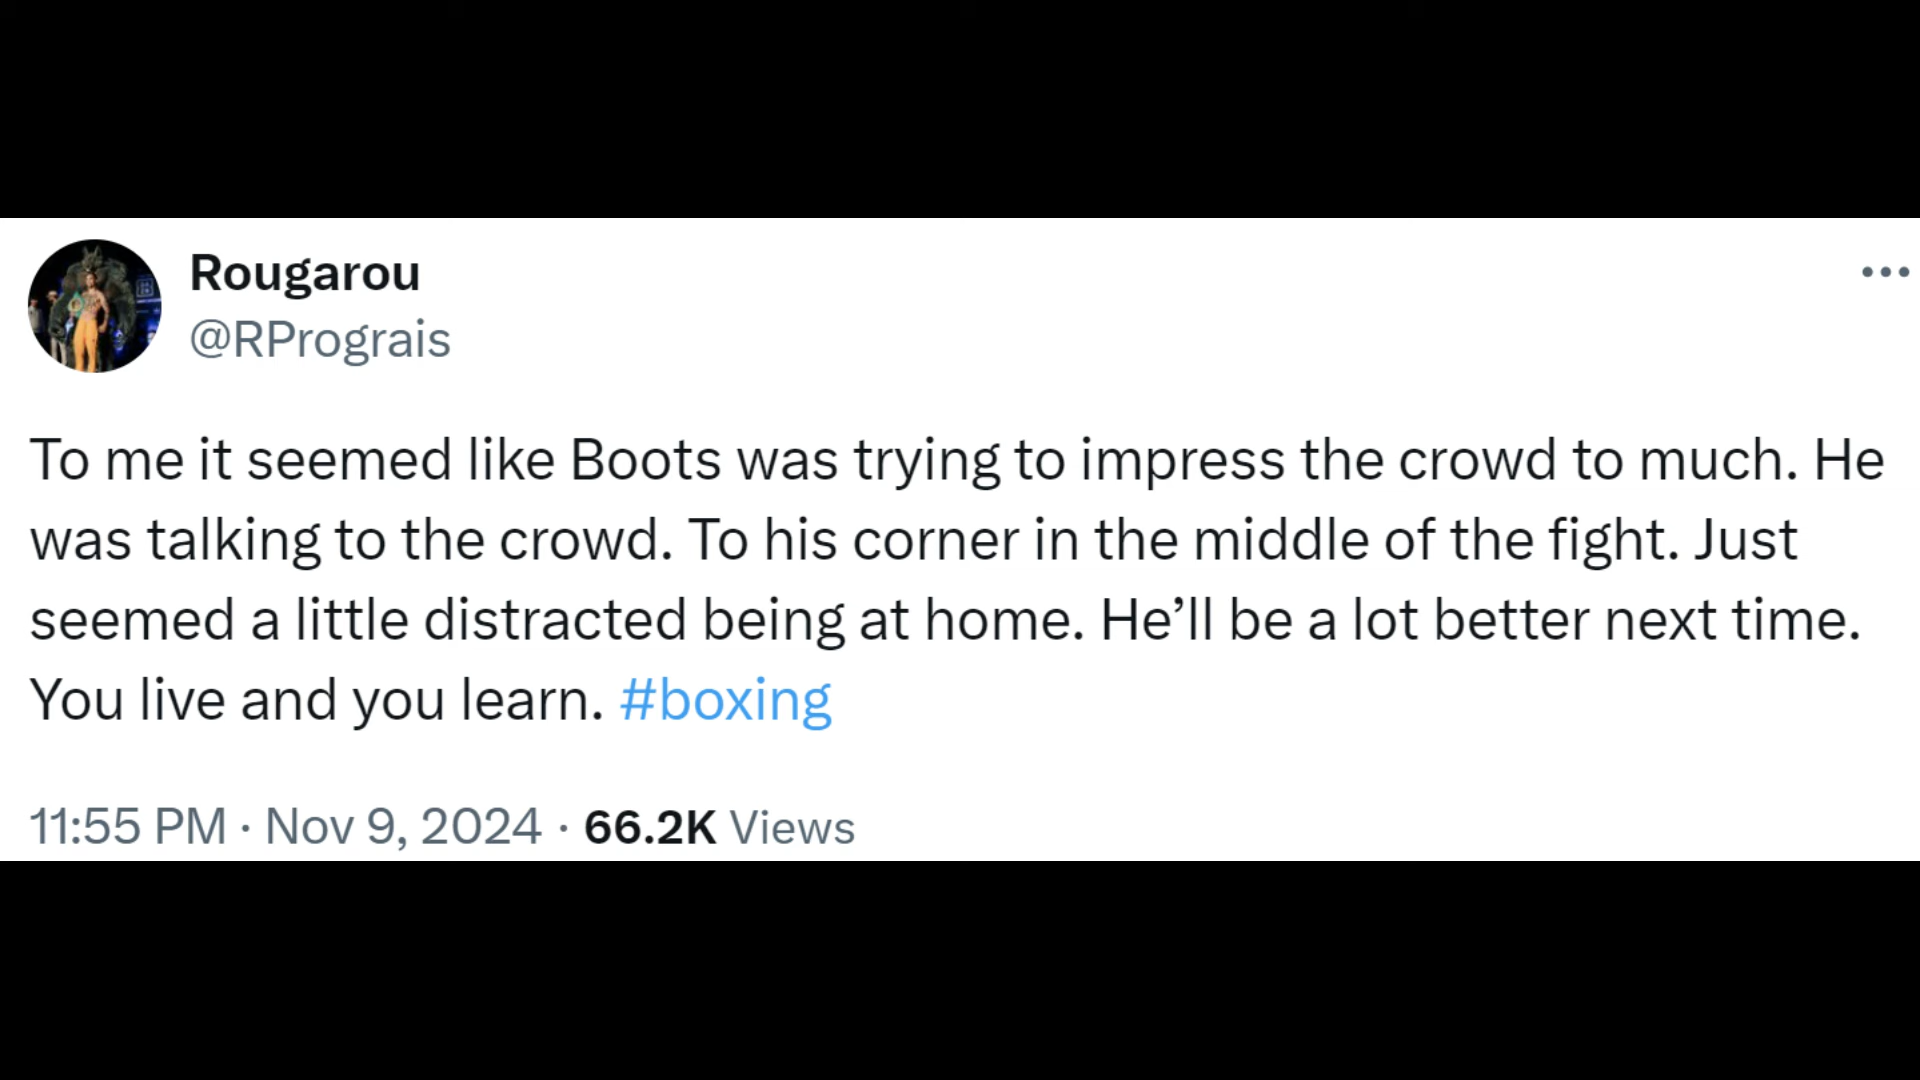 Rougarou
@RPrograis
To me it seemed like Boots was trying to impress the crowd to much. He
was talking to the crowd. To his corner in the middle of the fight. Just
seemed a little distracted being at home. He’ll be a lot better next time.
You live and you learn. #boxing
11:55 PM · Nov 9, 2024 · 66.2K Views